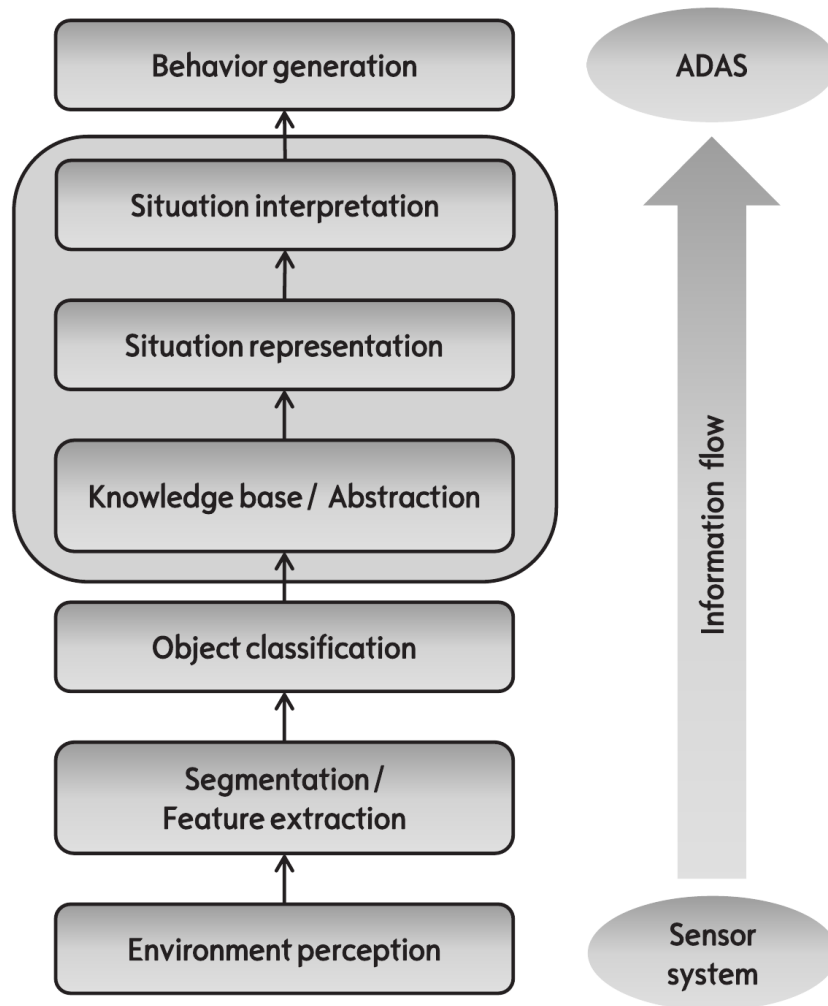 Behavior generation
ADAS
Situation interpretation
Situation representation
Knowledge base / Abstraction
Object classification
Segmentation /
Feature extraction
Environment perception
Information flow
Sensor
system